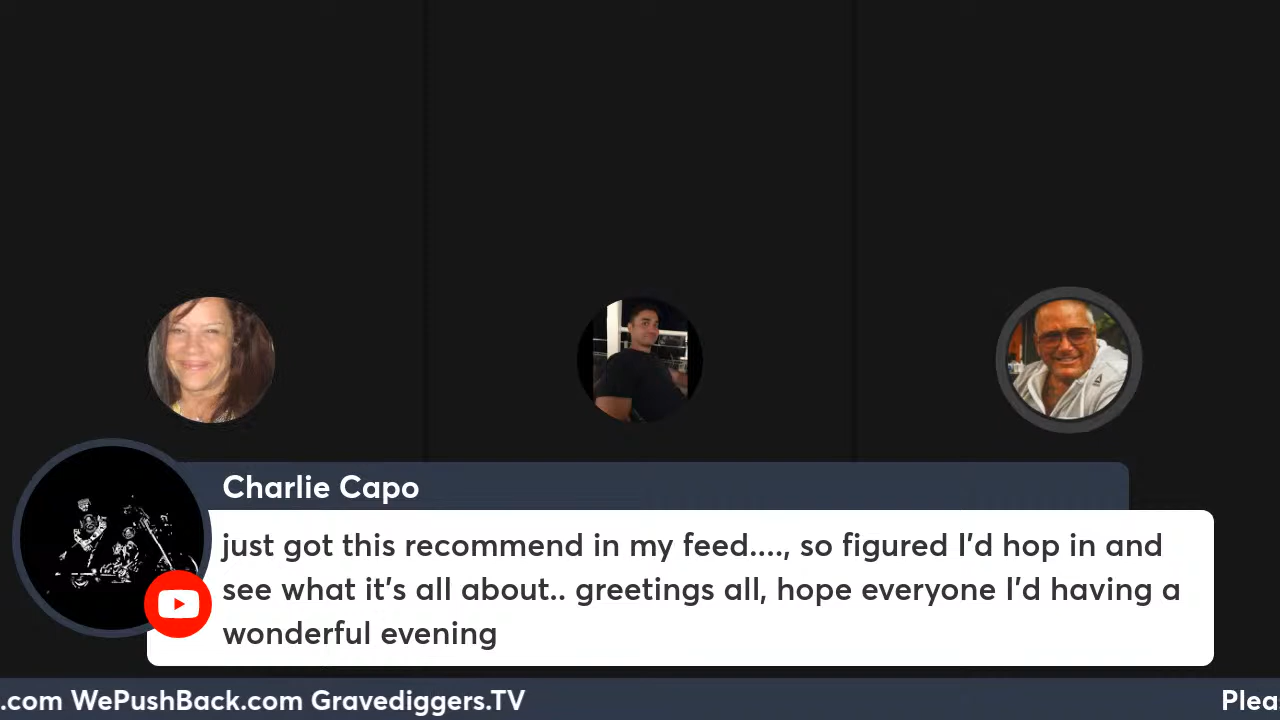 Charlie Capo
just got this recommend in my feed...., so figured I'd hop in and
see what it's all about.. greetings all, hope everyone I'd having a
wonderful evening
.com WePushBack.com Gravediggers.TV
Plea